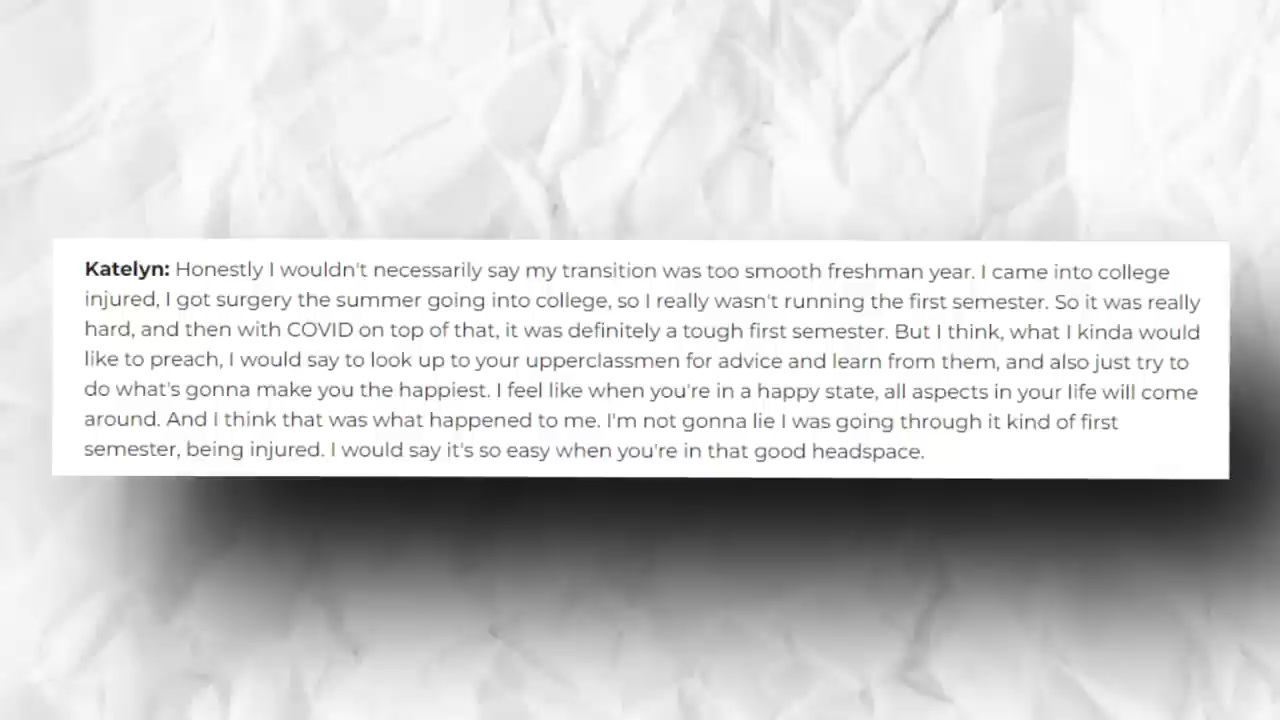 Katelyn: Honestly I wouldn't necessarily say my transition was too smooth freshman year. I came into college
injured, I got surgery the summer going into college, so I really wasn't running the first semester. So it was really
hard, and then with COVID on top of that, it was definitely a tough first semester. But I think, what I kinda would
like to preach, I would say to look up to your upperclassmen for advice and learn from them, and also just try to
do what's gonna make you the happiest. I feel like when you're in a happy state, all aspects in your life will come
around. And I think that was what happened to me. I'm not gonna lie I was going through it kind of first
semester, being injured. I would say it's so easy when you're in that good headspace.